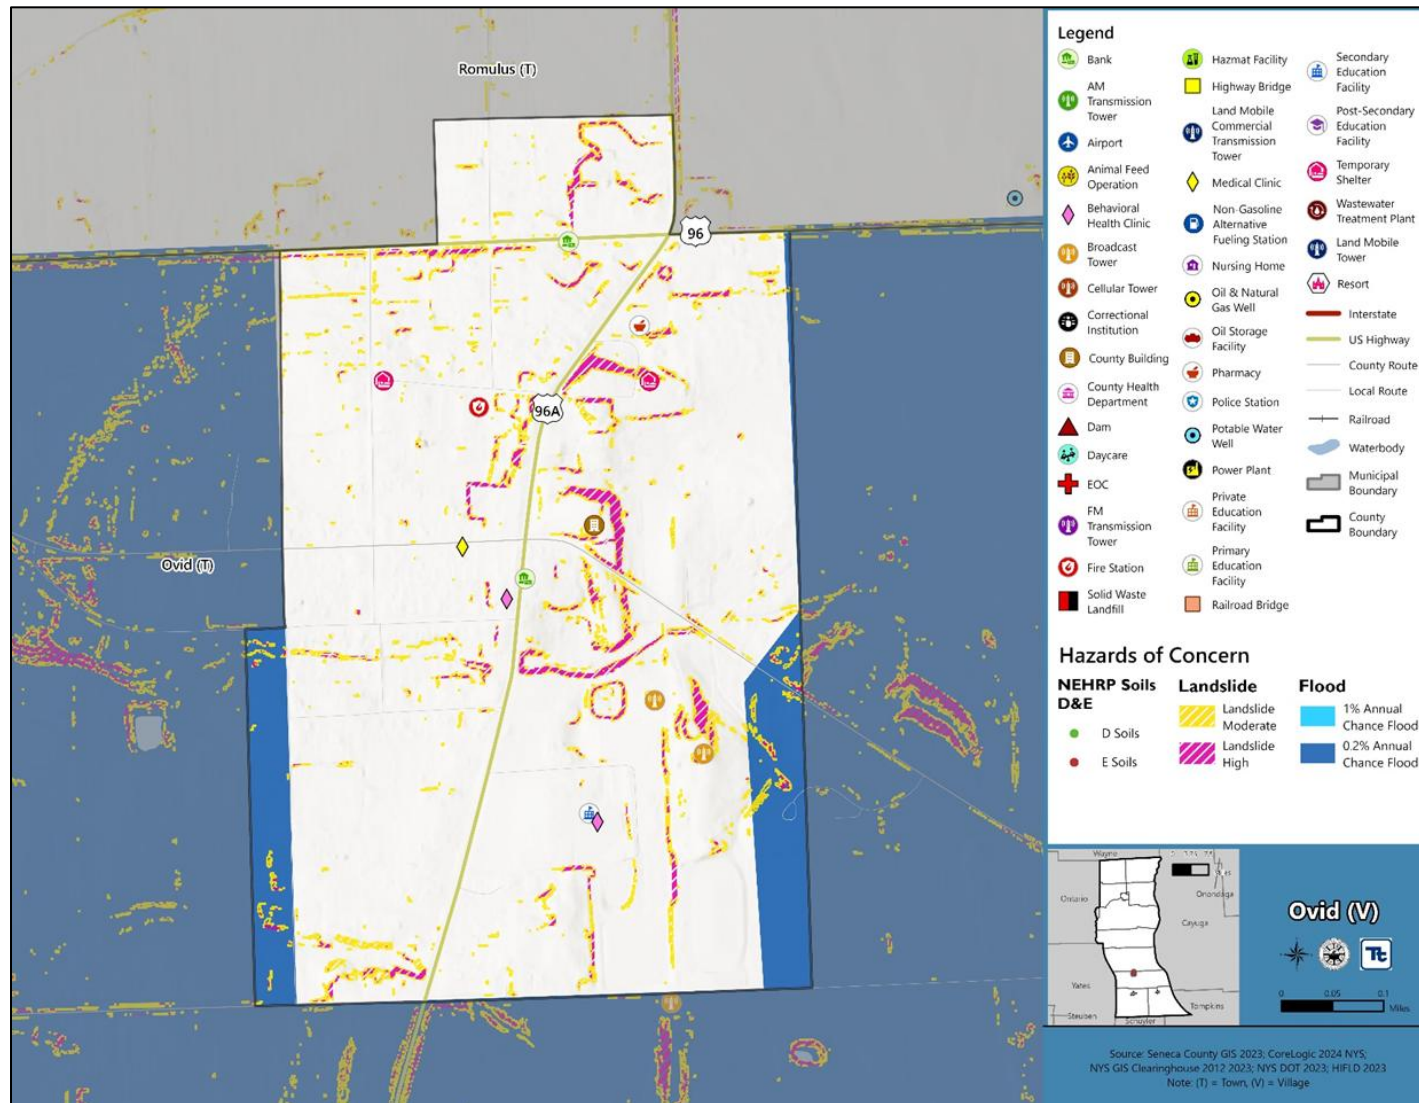 Romulus (T)
96
96A
Ovid (T)
Legend
Bank
AM
Transmission
Tower
Airport
Animal Feed
Operation
Behavioral
Health Clinic
Broadcast
Tower
Cellular Tower
Correctional
Institution
County Building
County Health
Department
Dam
Daycare
EOC
FM
Transmission
Tower
Fire Station
Solid Waste
Landfill
Hazmat Facility
Highway Bridge
Land Mobile
Commercial
Transmission
Tower
Medical Clinic
Non-Gasoline
Alternative
Fueling Station
Nursing Home
Oil & Natural
Gas Well
Oil Storage
Facility
Pharmacy
Police Station
Potable Water
Well
Power Plant
Private
Education
Facility
Primary
Education
Facility
Railroad Bridge
Secondary
Education
Facility
Post-Secondary
Education
Facility
Temporary
Shelter
Wastewater
Treatment Plant
Land Mobile
Tower
Resort
Interstate
US Highway
County Route
Local Route
Railroad
Waterbody
Municipal
Boundary
County
Boundary
Hazards of Concern
NEHRP Soils
D&E
D Soils
E Soils
Landslide
Landslide
Moderate
Landslide
High
Flood
1% Annual
Chance Flood
0.2% Annual
Chance Flood
Wayne
Ontario
Onondaga
Cayuga
Yates
Tompkins
Steuben
Schuyler
Ovid (V)
Tt
0 0.05 0.1
Miles
Source: Seneca County GIS 2023; CoreLogic 2024 NYS;
NYS GIS Clearinghouse 2012 2023; NYS DOT 2023; HIFLD 2023
Note: (T) = Town, (V) = Village